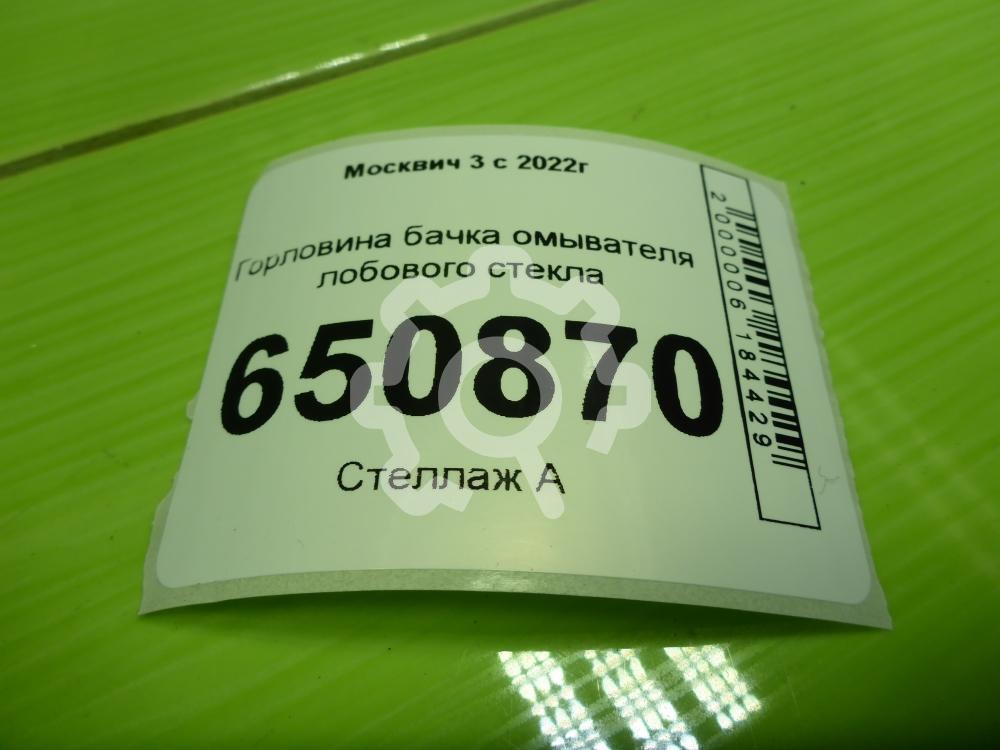 Москвич 3 с 2022г
Горловина бачка омывателя
лобового стекла
650870
Стеллаж А
2000006184429